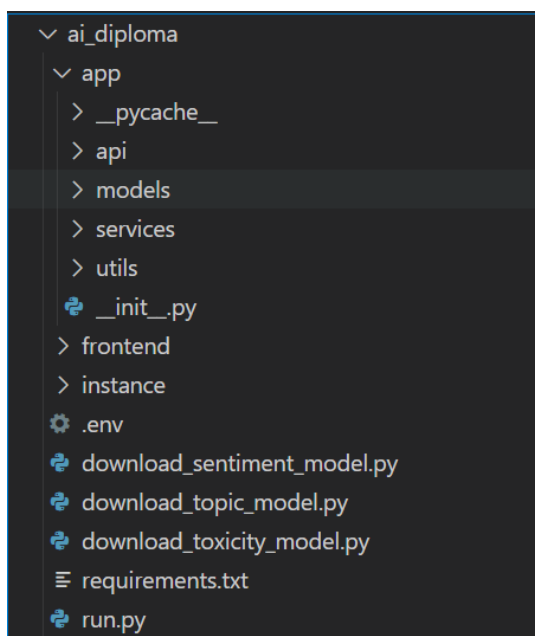 ai_diploma
app
__pycache__
api
models
services
utils
__init__.py
frontend
instance
.env
download_sentiment_model.py
download_topic_model.py
download_toxicity_model.py
requirements.txt
run.py